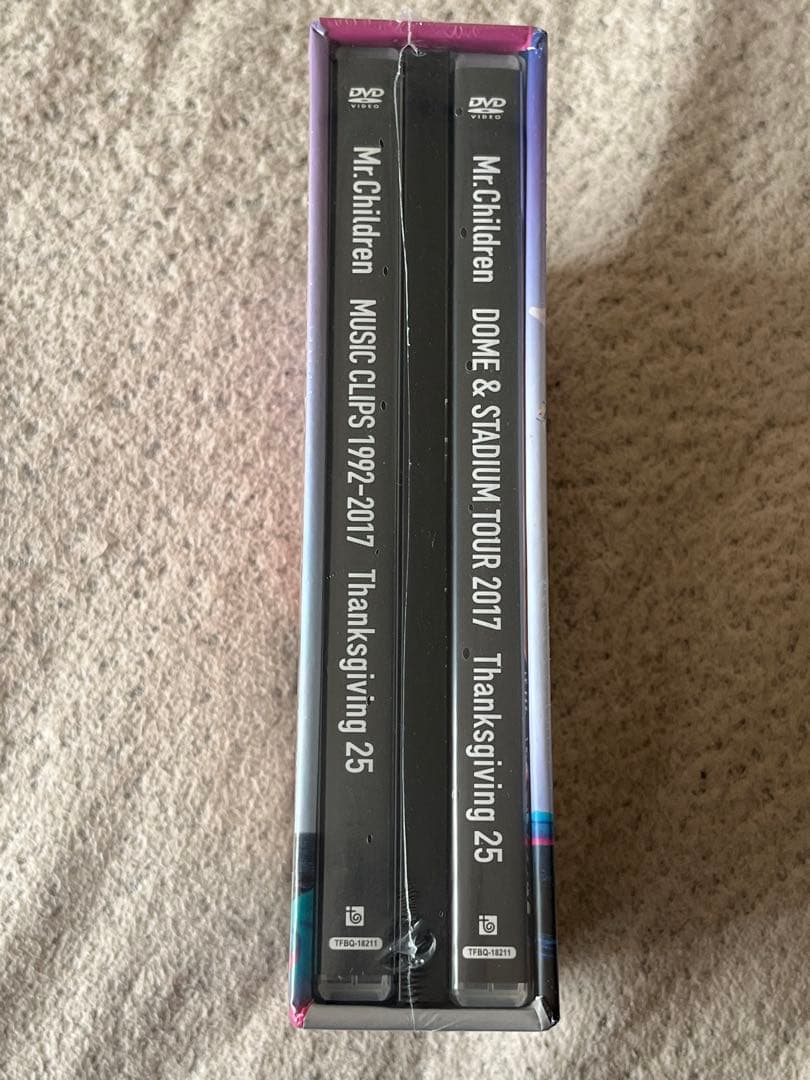 DVD
VIDEO
Mr.Children MUSIC CLIPS 1992-2017 Thanksgiving 25
TFBQ-18211
DVD
VIDEO
Mr.Children DOME & STADIUM TOUR 2017 Thanksgiving 25
TFBQ-18211